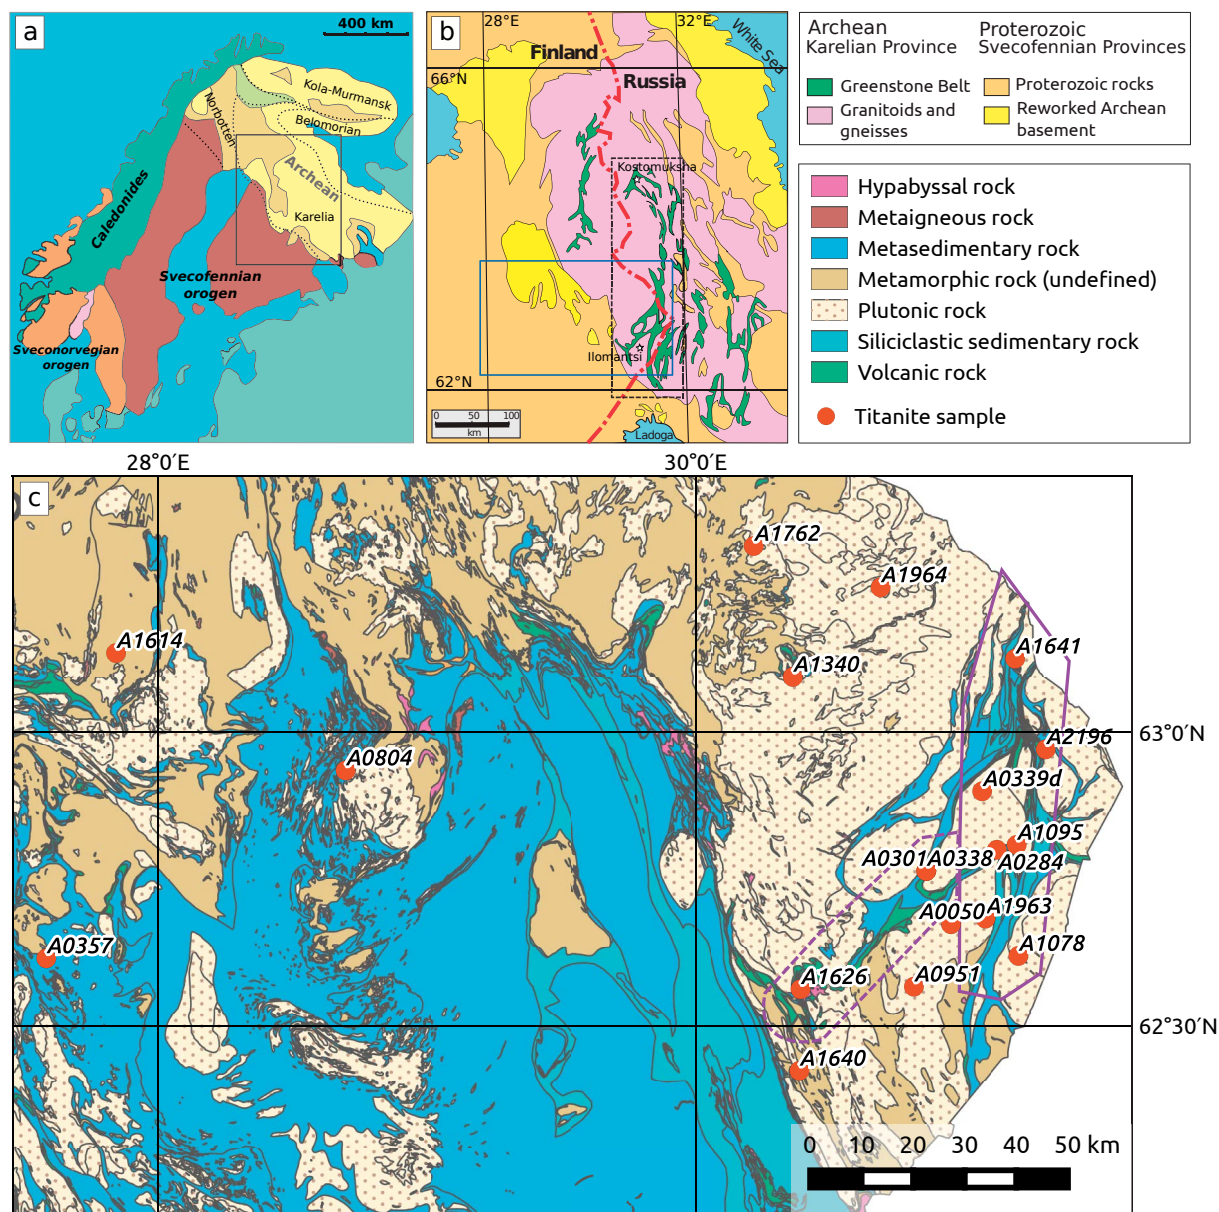 a
400 km
Kola-Murmansk
Norbotten
Belomorian
Archean
Karelia
Caledonides
Svecofennian
orogen
Sveconorvegian
orogen
b
28°E
32°E
White Sea
Finland
66°N
Russia
Kostomuksha
Ilomantsi
62°N
0 50 100
km
Ladoga
Archean
Karelian Province
Proterozoic
Svecofennian Provinces
Greenstone Belt
Proterozoic rocks
Granitoids and
gneisses
Reworked Archean
basement
Hypabyssal rock
Metaigneous rock
Metasedimentary rock
Metamorphic rock (undefined)
Plutonic rock
Siliciclastic sedimentary rock
Volcanic rock
Titanite sample
28°0′E
30°0′E
c
A1762
A1964
A1614
A1641
A1340
63°0′N
A2196
A0804
A0339d
A1095
A0301
A0338
A0284
A0050
A1963
A0357
A1078
A1626
A0951
62°30′N
A1640
0 10 20 30 40 50 km